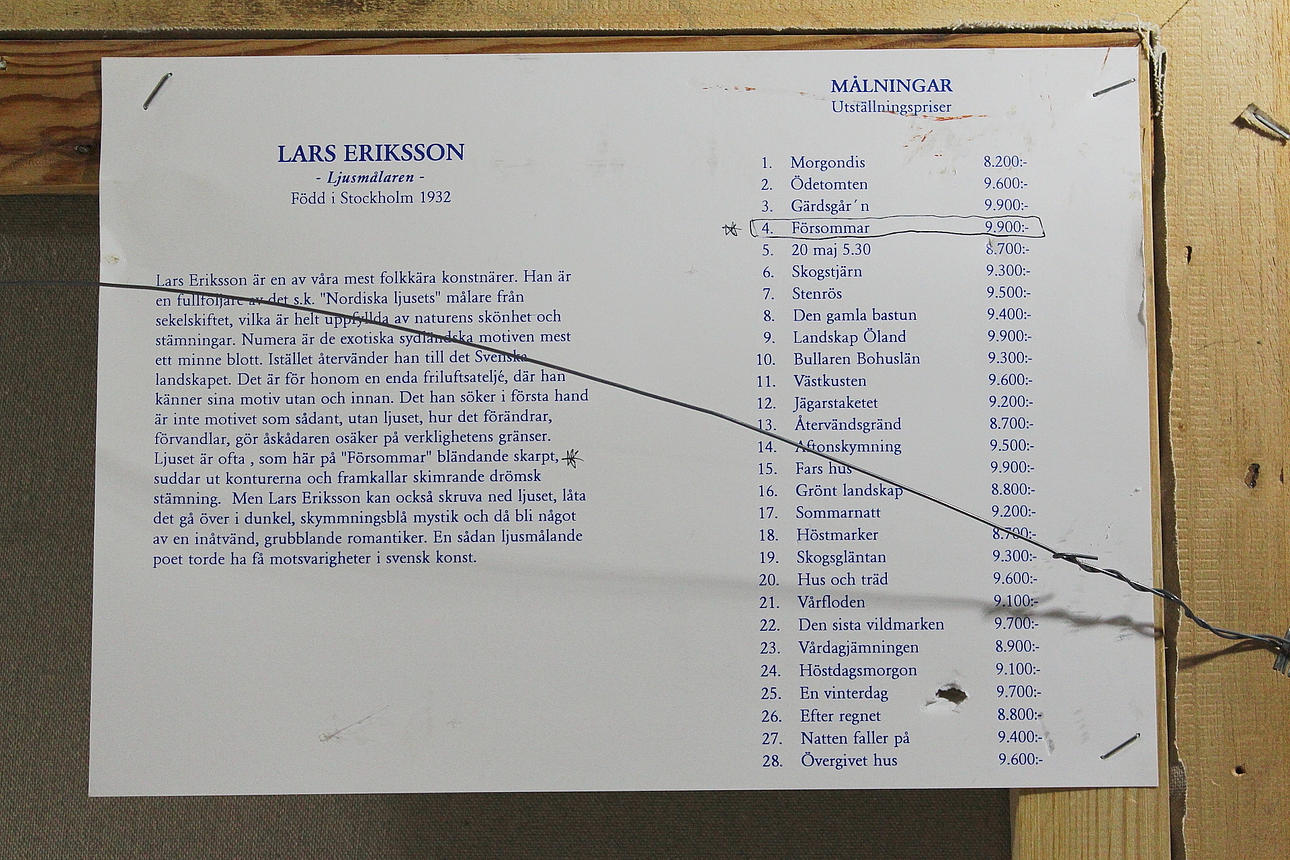 LARS ERIKSSON
- Ljusmålaren -
Född i Stockholm 1932
Lars Eriksson är en av våra mest folkkära konstnärer. Han är
en fullföljare av det s.k. "Nordiska ljusets" målare från
sekelskiftet, vilka är helt uppfyllda av naturens skönhet och
stämningar. Numera är de exotiska sydländska motiven mest
ett minne blott. Istället återvänder han till det Svenska
landskapet. Det är för honom en enda friluftsateljé, där han
känner sina motiv utan och innan. Det han söker i första hand
är inte motivet som sådant, utan ljuset, hur det förändrar,
förvandlar, gör åskådaren osäker på verklighetens gränser.
Ljuset är ofta , som här på "Försommar" bländande skarpt,
suddar ut konturerna och framkallar skimrande drömsk
stämning.  Men Lars Eriksson kan också skruva ned ljuset, låta
det gå över i dunkel, skymmningsblå mystik och då bli något
av en inåtvänd, grubblande romantiker. En sådan ljusmålande
poet torde ha få motsvarigheter i svensk konst.
MÅLNINGAR
Utställningspriser
1. Morgondis 8.200:-
2. Ödetomten 9.600:-
3. Gärdsgår´n 9.900:-
4. Försommar 9.900:-
5. 20 maj 5.30 8.700:-
6. Skogstjärn 9.300:-
7. Stenrös 9.500:-
8. Den gamla bastun 9.400:-
9. Landskap Öland 9.900:-
10. Bullaren Bohuslän 9.300:-
11. Västkusten 9.600:-
12. Jägarstaketet 9.200:-
13. Återvändsgränd 8.700:-
14. Aftonskymning 9.500:-
15. Fars hus 9.900:-
16. Grönt landskap 8.800:-
17. Sommarnatt 9.200:-
18. Höstmarker 8.700:-
19. Skogsgläntan 9.300:-
20. Hus och träd 9.600:-
21. Vårfloden 9.100:-
22. Den sista vildmarken 9.700:-
23. Vårdagjämningen 8.900:-
24. Höstdagsmorgon 9.100:-
25. En vinterdag 9.700:-
26. Efter regnet 8.800:-
27. Natten faller på 9.400:-
28. Övergivet hus 9.600:-